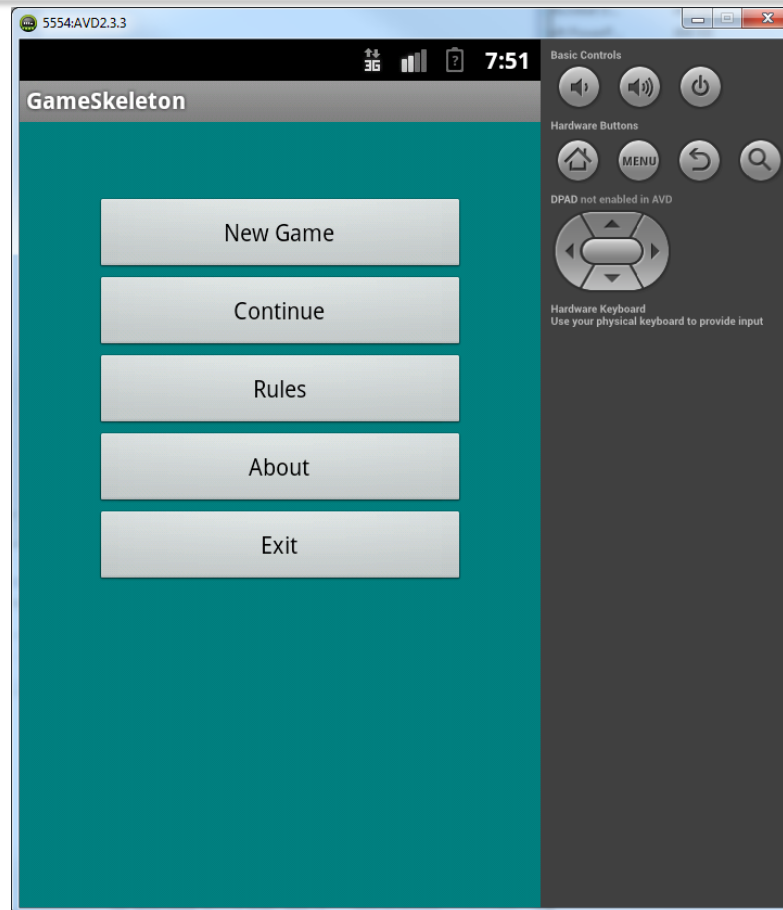 5554:AVD2.3.3
3G
7:51
GameSkeleton
New Game
Continue
Rules
About
Exit
Basic Controls
Hardware Buttons
MENU
DPAD not enabled in AVD
Hardware Keyboard
Use your physical keyboard to provide input